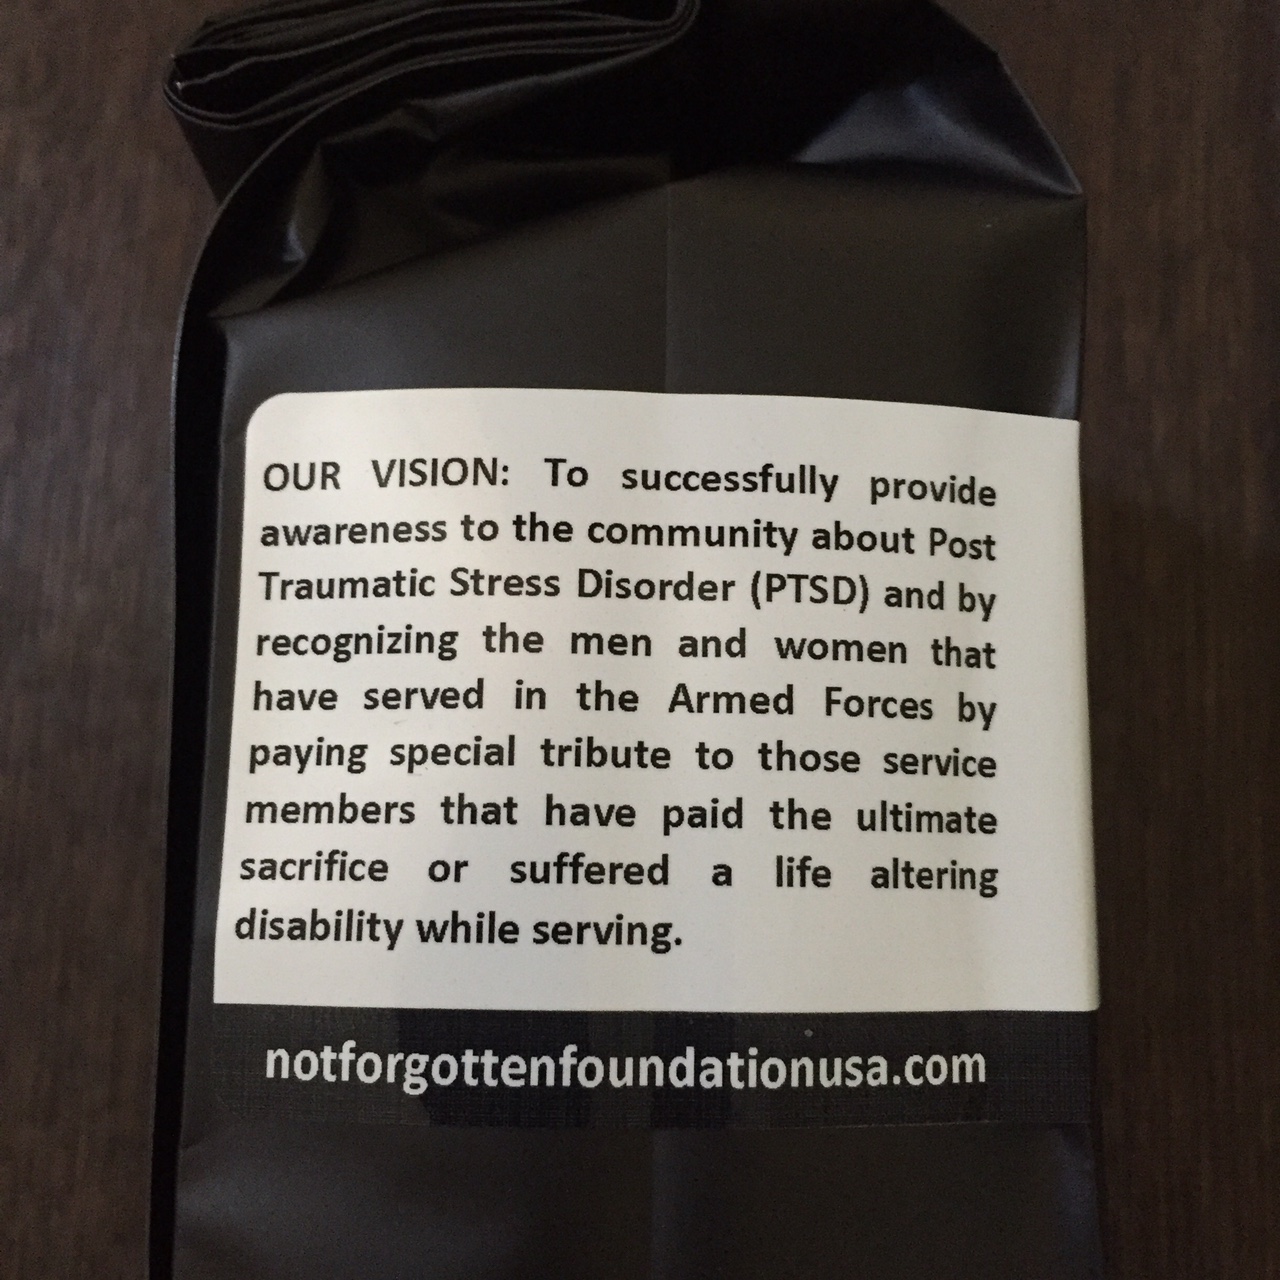 OUR VISION: To successfully provide
awareness to the community about Post
Traumatic Stress Disorder (PTSD) and by
recognizing the men and women that
have served in the Armed Forces by
paying special tribute to those service
members that have paid the ultimate
sacrifice or suffered a life altering
disability while serving.
notforgottenfoundationusa.com